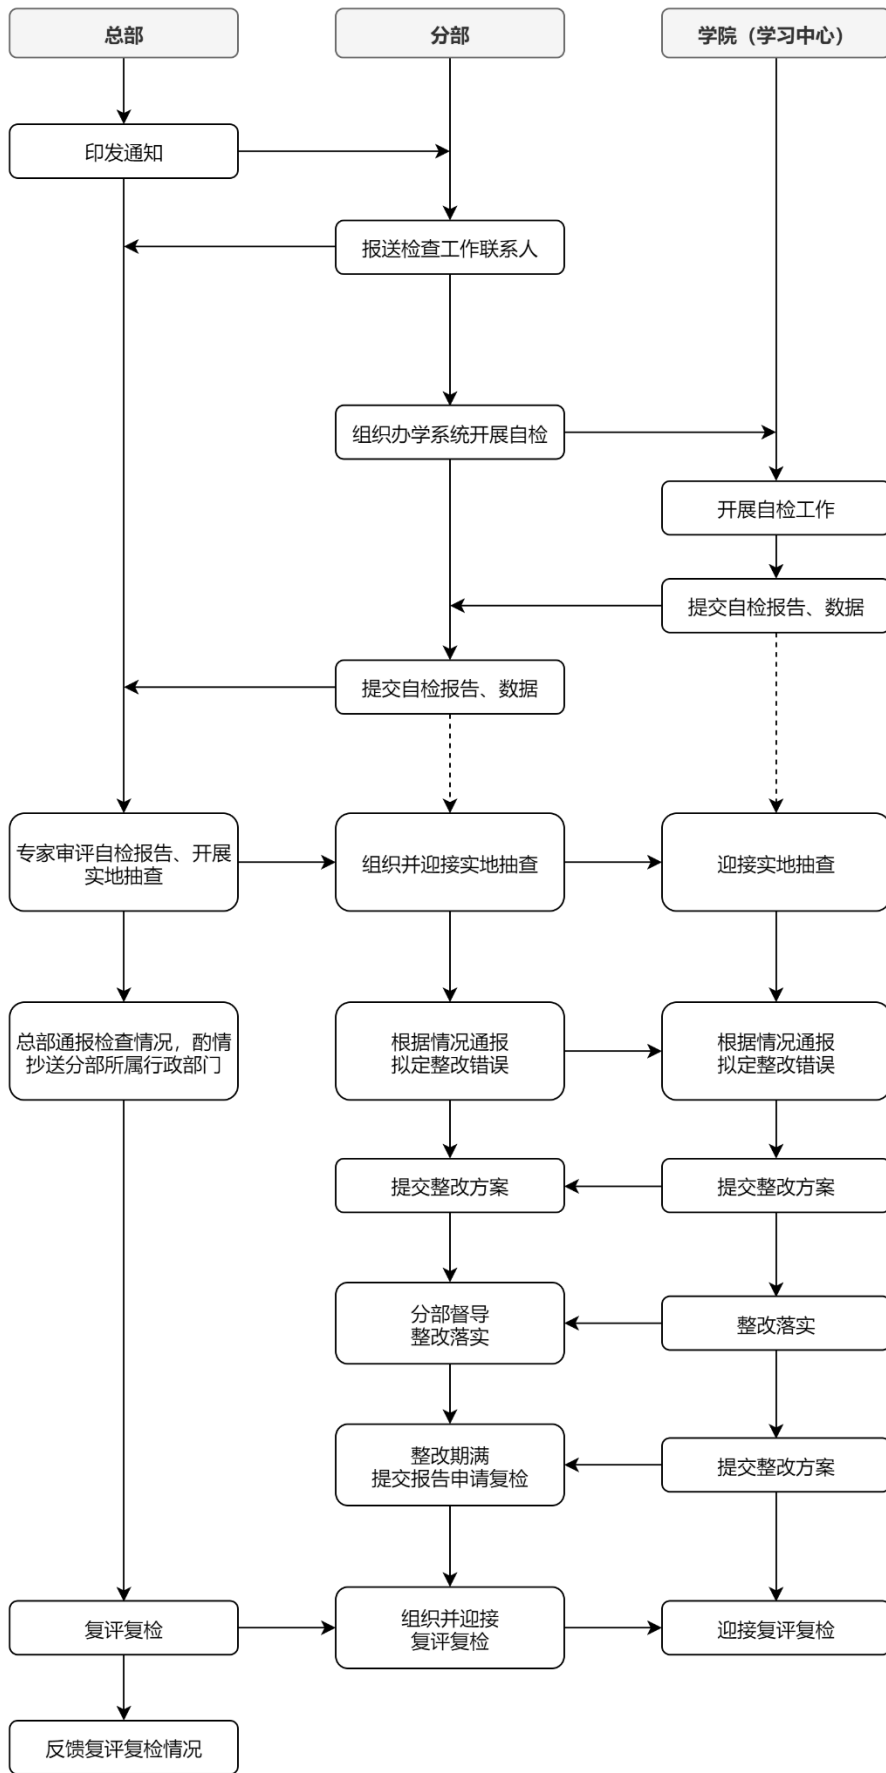 总部
分部
学院（学习中心）
印发通知
报送检查工作联系人
组织办学系统开展自检
开展自检工作
提交自检报告、数据
提交自检报告、数据
专家审评自检报告、开展
实地抽查
组织并迎接实地抽查
迎接实地抽查
总部通报检查情况，酌情
抄送分部所属行政部门
根据情况通报
拟定整改错误
根据情况通报
拟定整改错误
提交整改方案
提交整改方案
分部督导
整改落实
整改落实
整改期满
提交报告申请复检
提交整改方案
复评复检
组织并迎接
复评复检
迎接复评复检
反馈复评复检情况